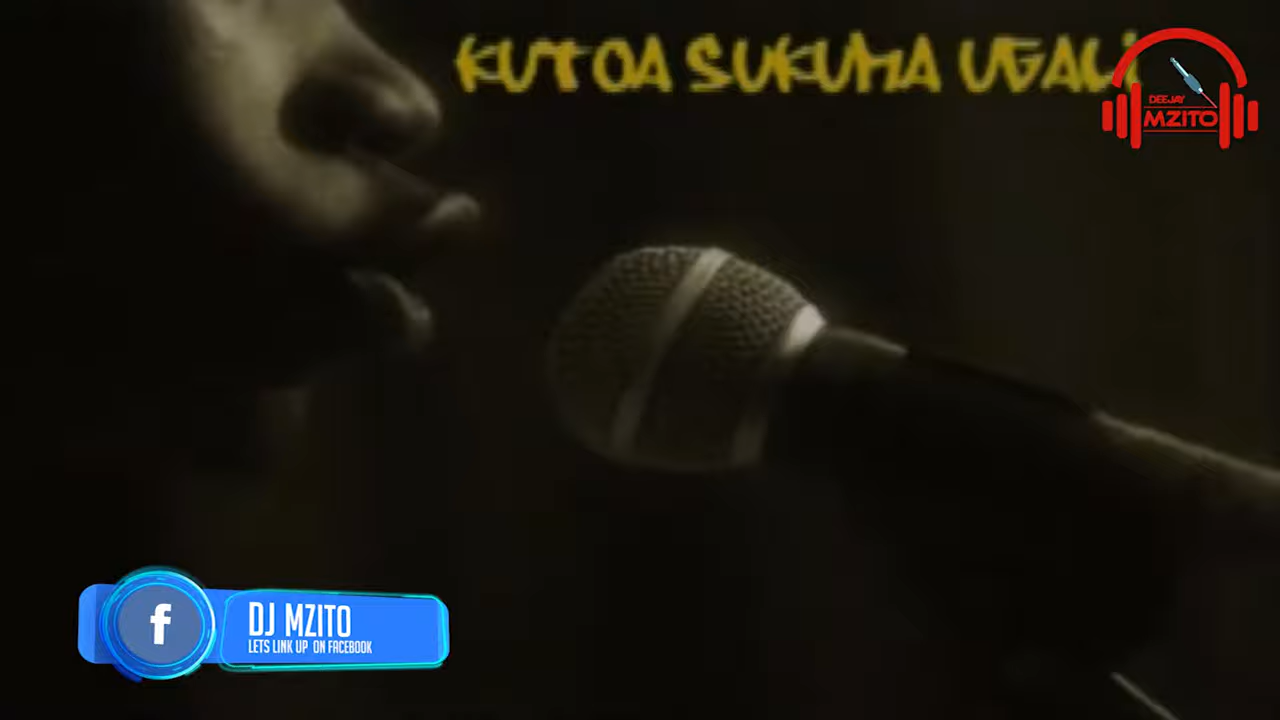 KUTOA SUKUMA UGALI
DEEJAY
MZITO
f
DJ MZITO
LETS LINK UP ON FACEBOOK